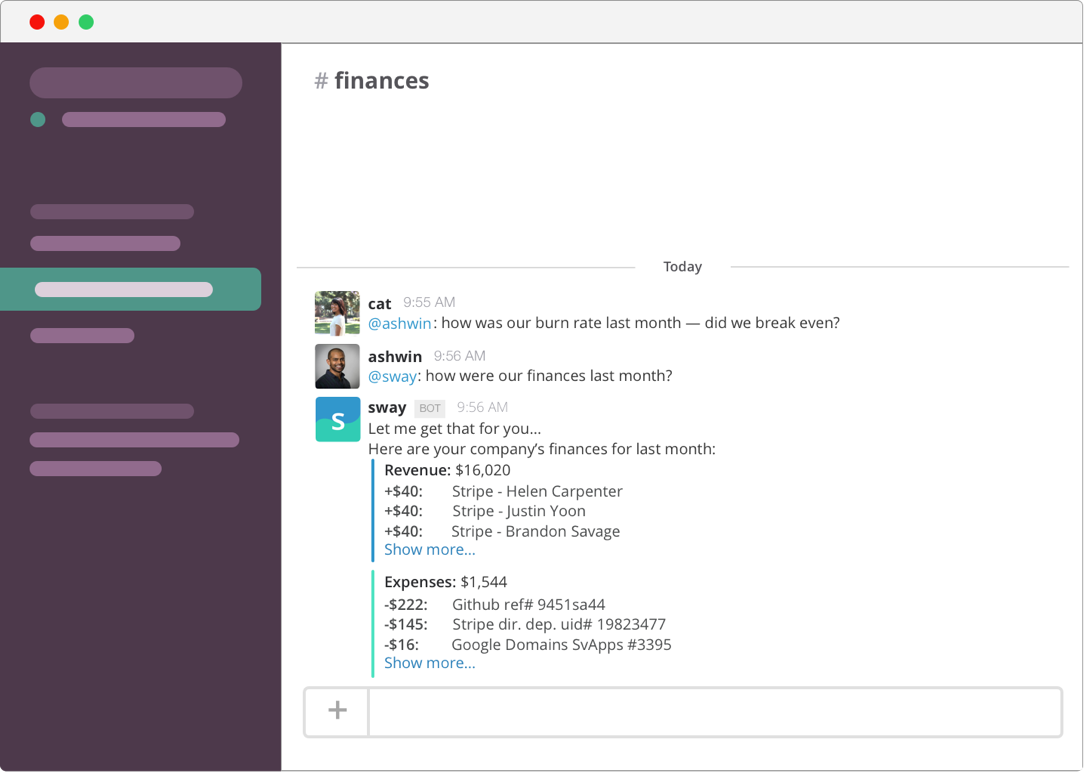 # finances
Today
cat 9:55 AM
@ashwin: how was our burn rate last month — did we break even?
ashwin 9:56 AM
@sway: how were our finances last month?
S
sway BOT 9:56 AM
Let me get that for you...
Here are your company’s finances for last month:
Revenue: $16,020
+$40: Stripe - Helen Carpenter
+$40: Stripe - Justin Yoon
+$40: Stripe - Brandon Savage
Show more...
Expenses: $1,544
-$222: Github ref# 9451sa44
-$145: Stripe dir. dep. uid# 19823477
-$16: Google Domains SvApps #3395
Show more...
+